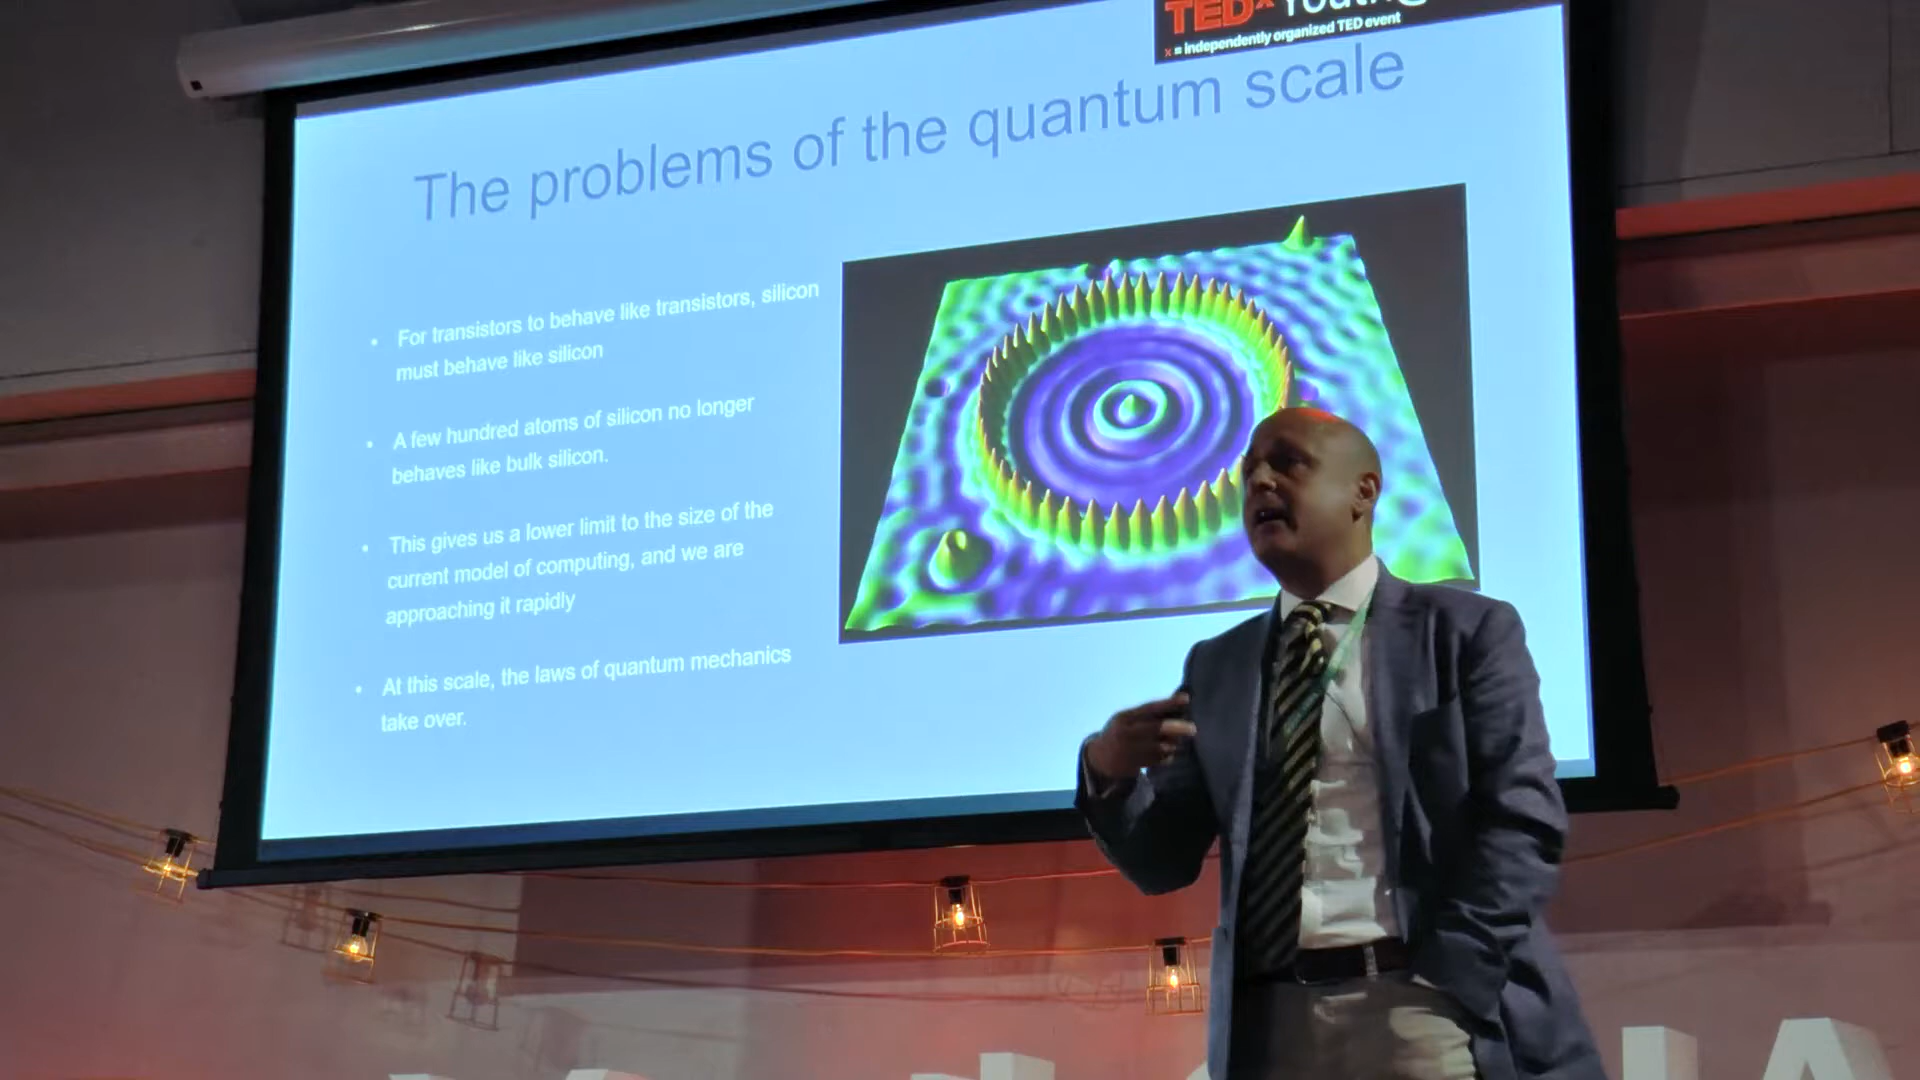 TEDx Youth@
x = independently organized TED event
The problems of the quantum scale
• For transistors to behave like transistors, silicon
must behave like silicon
• A few hundred atoms of silicon no longer
behaves like bulk silicon.
• This gives us a lower limit to the size of the
current model of computing, and we are
approaching it rapidly
• At this scale, the laws of quantum mechanics
take over.